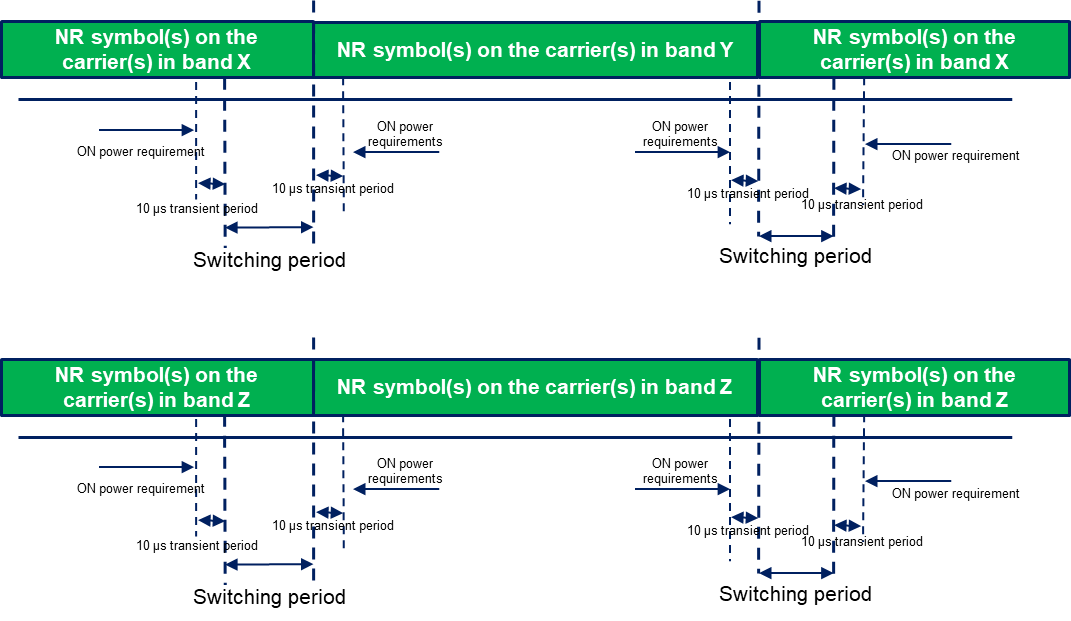 NR symbol(s) on the
carrier(s) in band X
NR symbol(s) on the carrier(s) in band Y
NR symbol(s) on the
carrier(s) in band X
ON power requirement
ON power
requirements
ON power
requirements
ON power requirement
10 µs transient period
10 µs transient period
10 µs transient period
10 µs transient period
Switching period
Switching period
NR symbol(s) on the
carrier(s) in band Z
NR symbol(s) on the carrier(s) in band Z
NR symbol(s) on the
carrier(s) in band Z
ON power requirement
ON power
requirements
ON power
requirements
ON power requirement
10 µs transient period
10 µs transient period
10 µs transient period
10 µs transient period
Switching period
Switching period